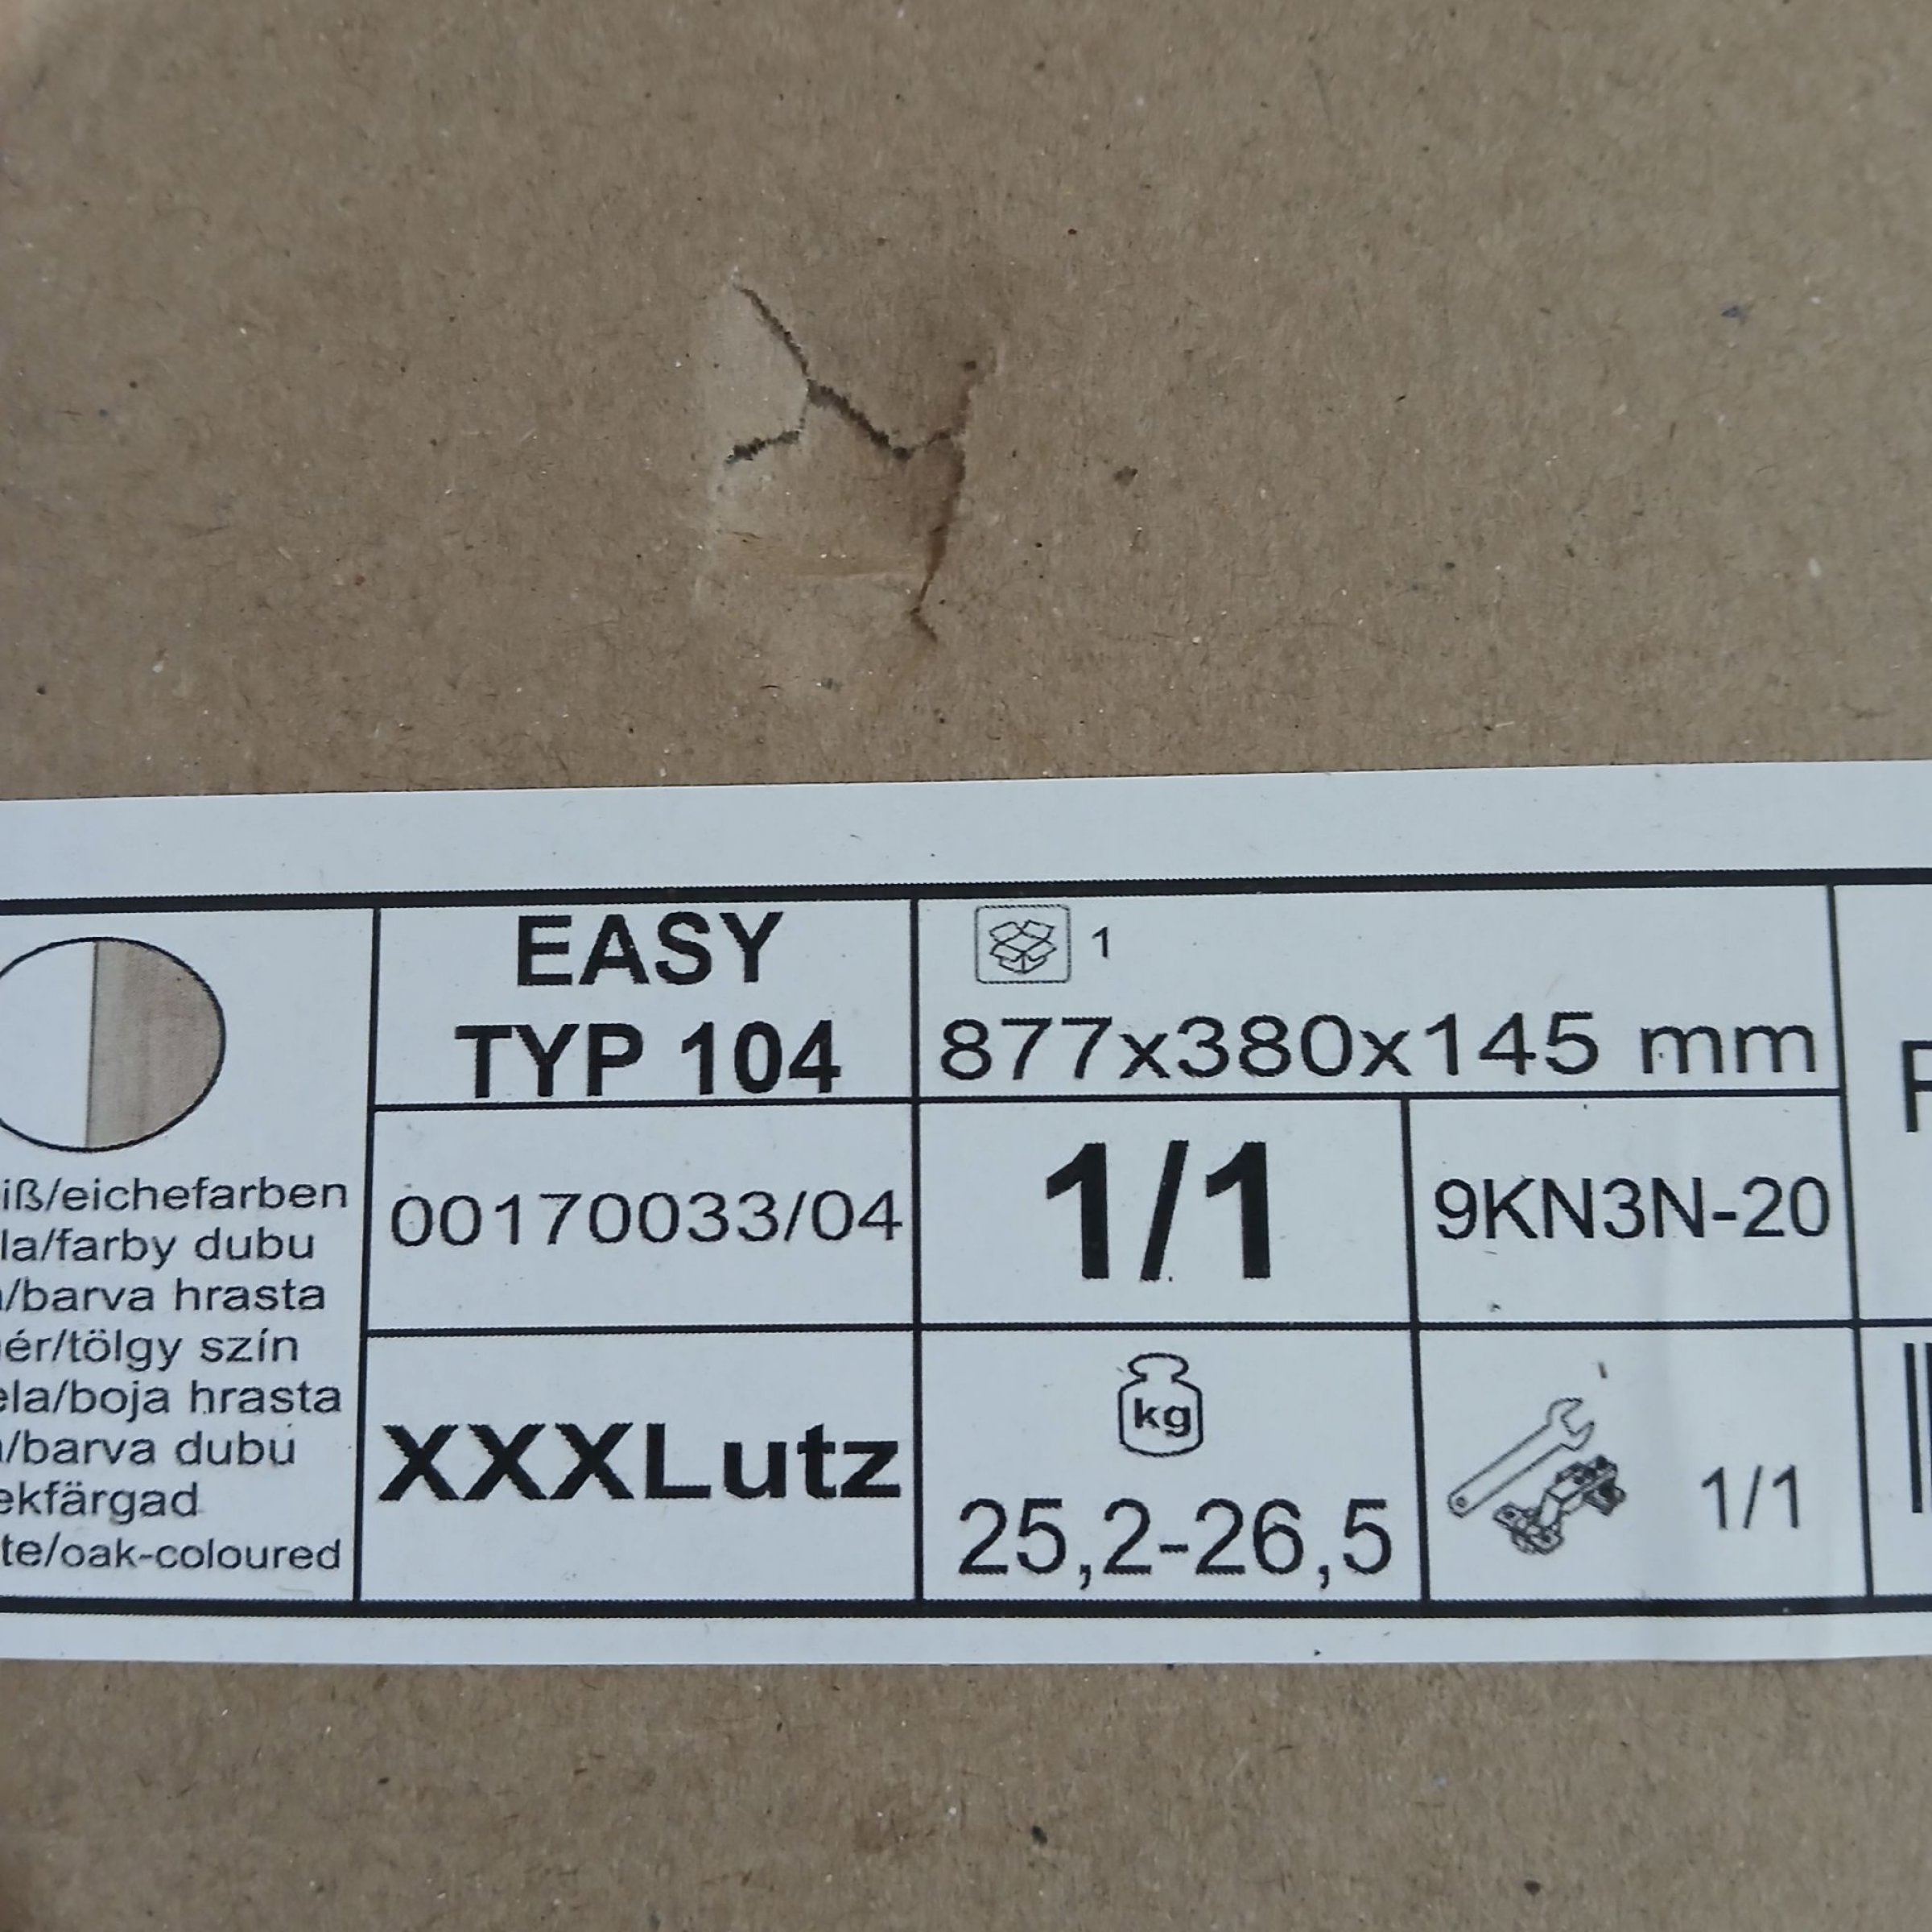 EASY
TYP 104
1
877x380x145 mm
00170033/04
1/1
9KN3N-20
XXXLutz
kg
25,2-26,5
1/1
iß/eichefarben
la/farby dubu
/barva hrasta
ér/tölgy szín
ela/boja hrasta
/barva dubu
ekfärgad
te/oak-coloured